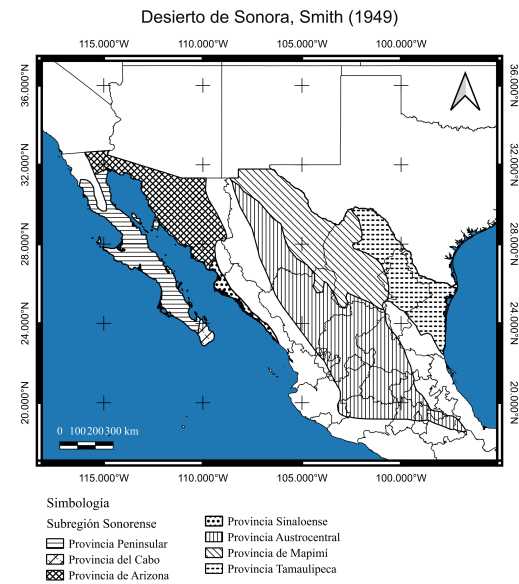 Desierto de Sonora, Smith (1949)
115.000°W 110.000°W 105.000°W 100.000°W
36.000°N 36.000°N
32.000°N 32.000°N
28.000°N 28.000°N
24.000°N 24.000°N
20.000°N 20.000°N
0 100 200 300 km
115.000°W 110.000°W 105.000°W 100.000°W
Simbología
Subregión Sonorense
Provincia Peninsular
Provincia del Cabo
Provincia de Arizona
Provincia Sinaloense
Provincia Austrocentral
Provincia de Mapimí
Provincia Tamaulipeca